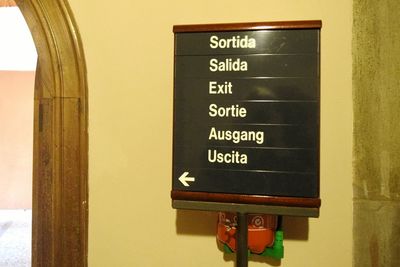 Sortida
Salida
Exit
Sortie
Ausgang
Uscita